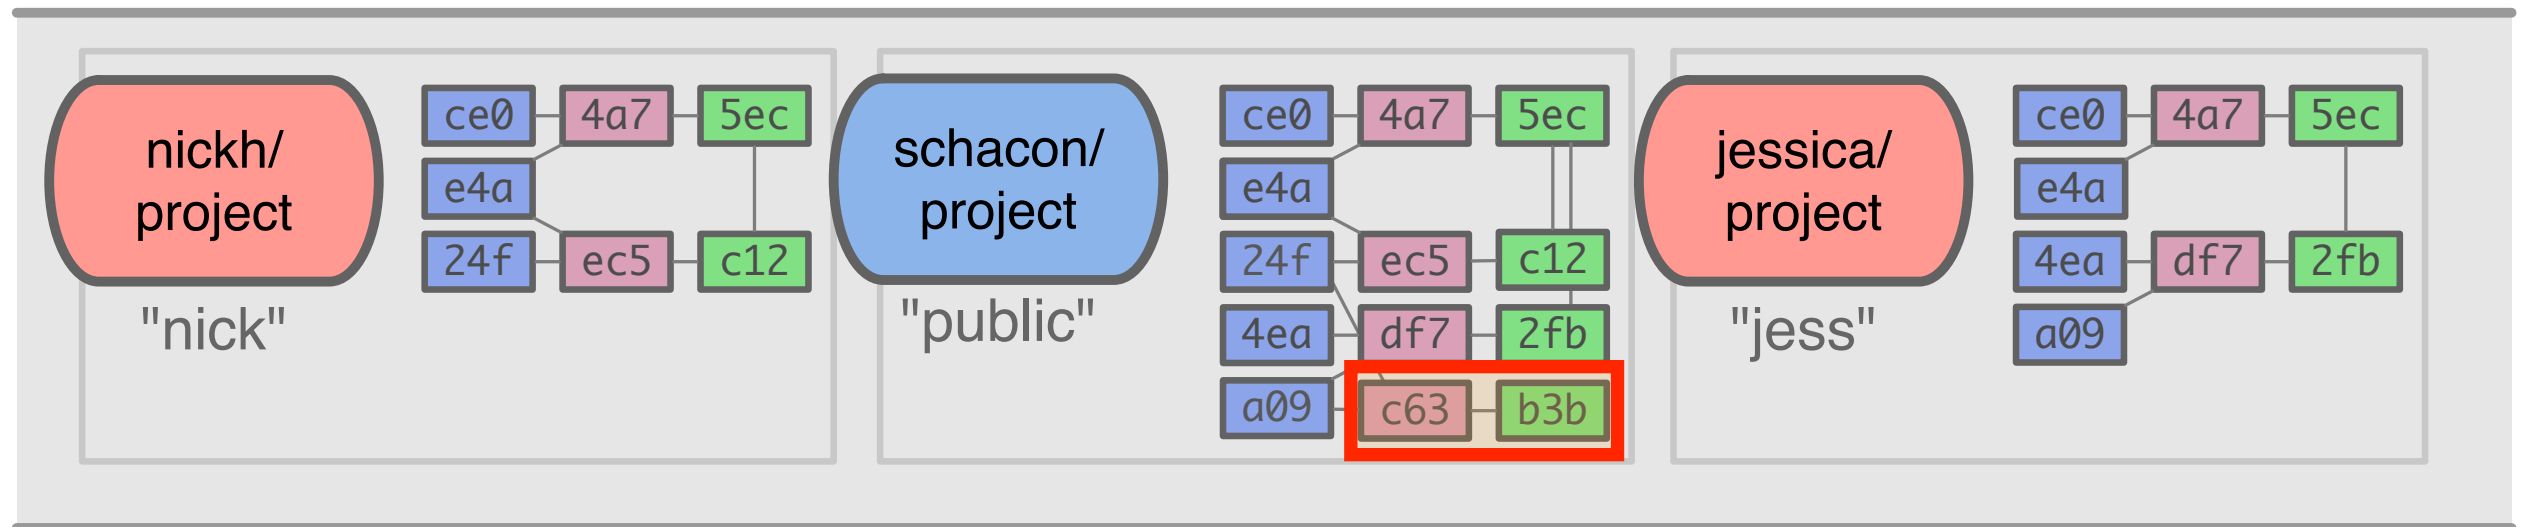 nickh/
project
"nick"
ce0 4a7 5ec
e4a
24f ec5 c12
schacon/
project
"public"
ce0 4a7 5ec
e4a
24f ec5 c12
4ea df7 2fb
a09 c63 b3b
jessica/
project
"jess"
ce0 4a7 5ec
e4a
4ea df7 2fb
a09